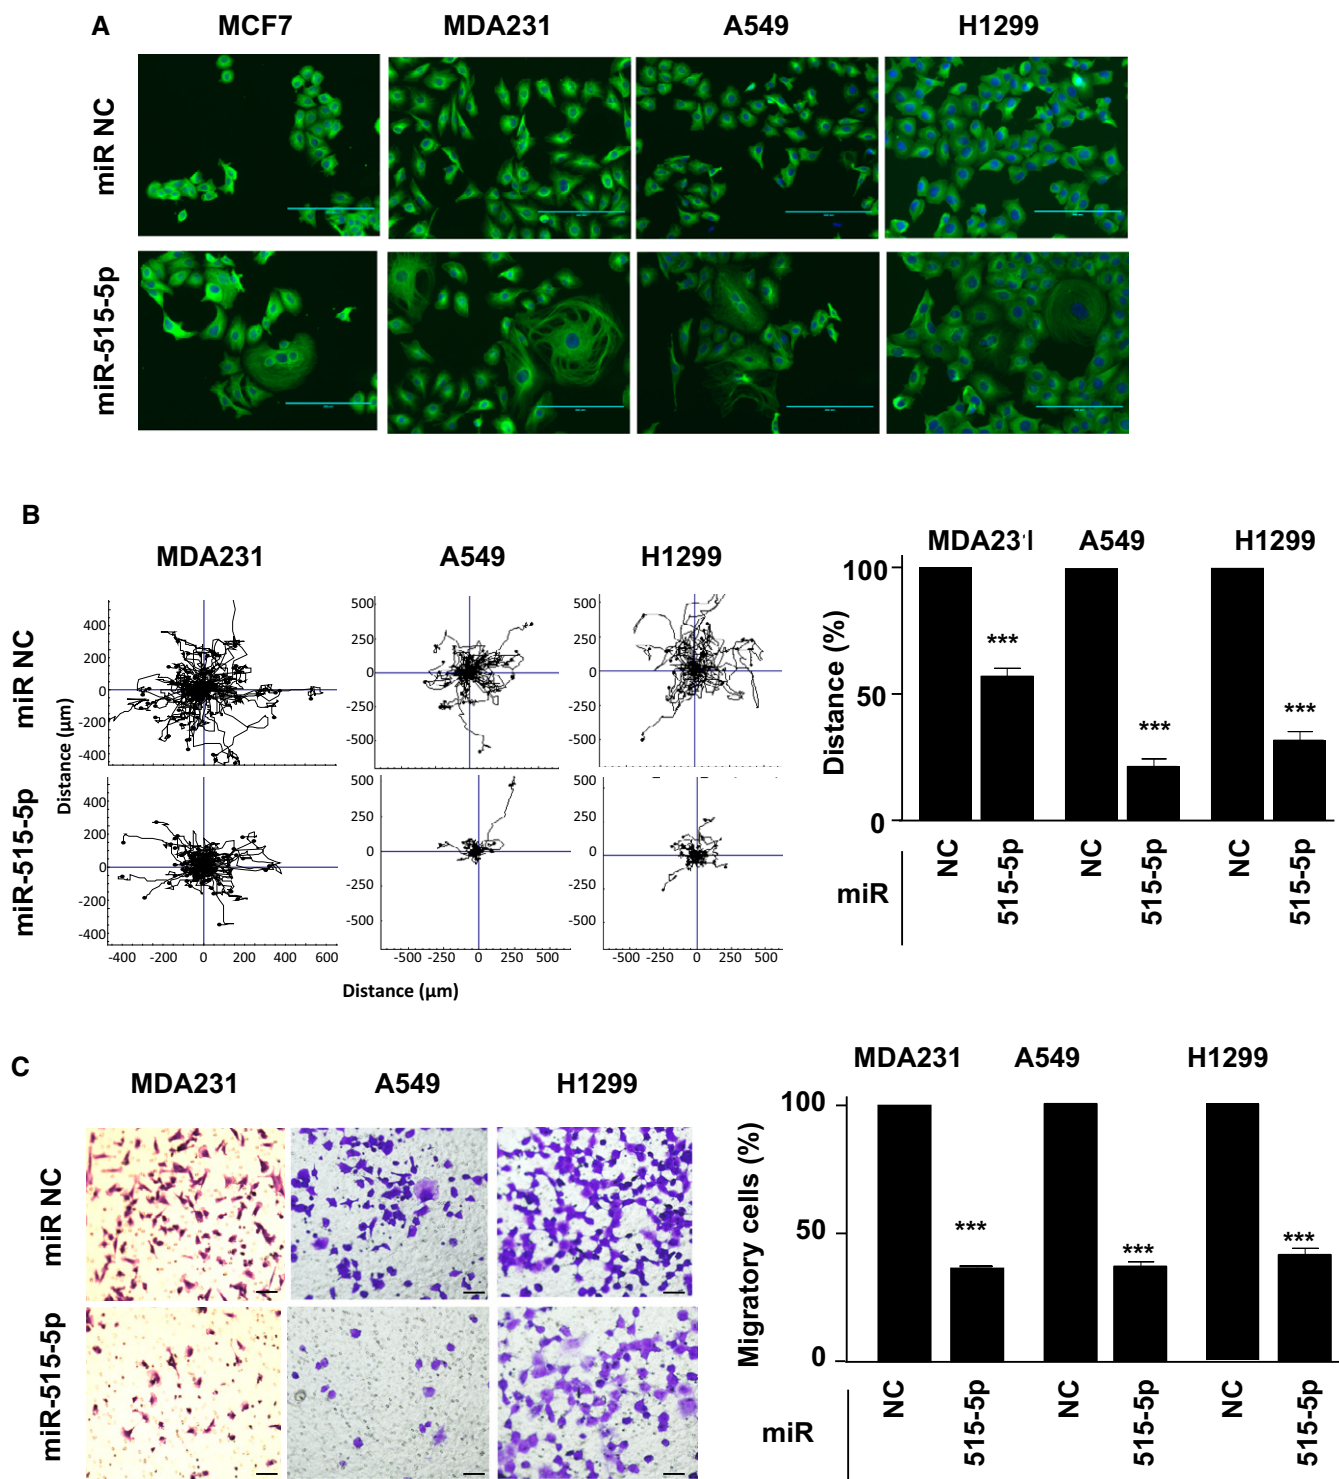 A
MCF7 MDA231 A549 H1299
miR NC
miR-515-5p
B
MDA231 A549 H1299
miR NC
miR-515-5p
Distance (µm)
400
200
0
-200
-400
500
250
0
-250
-500
500
250
0
-250
-500
400
200
0
-200
-400
500
250
0
-250
-500
500
250
0
-250
-500
-400 -200 0 200 400 600
-500 -250 0 250 500
-500 -250 0 250 500
Distance (µm)
MDA231 A549 H1299
Distance (%)
100
50
0
*** *** ***
miR
NC 515-5p NC 515-5p NC 515-5p
C
MDA231 A549 H1299
miR NC
miR-515-5p
MDA231 A549 H1299
Migratory cells (%)
100
50
0
*** *** ***
miR
NC 515-5p NC 515-5p NC 515-5p